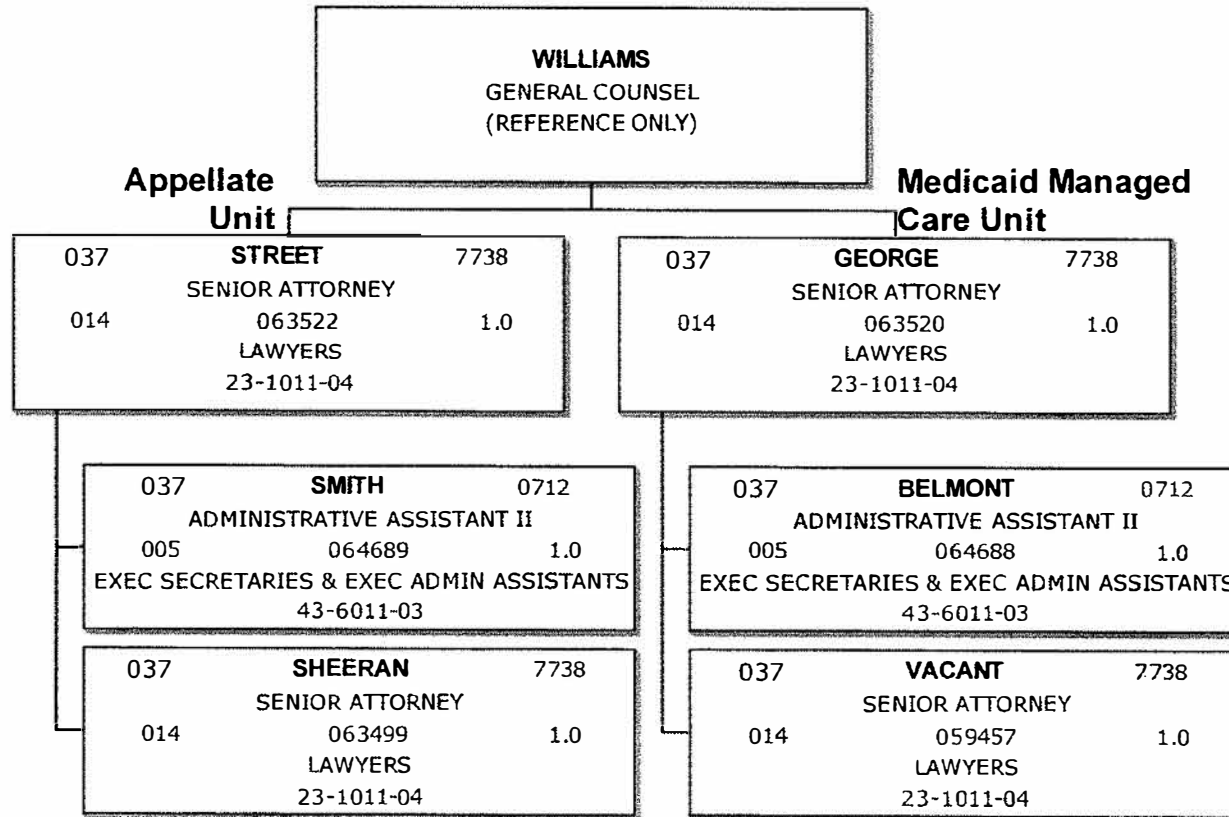 WILLIAMS
GENERAL COUNSEL
(REFERENCE ONLY)
Appellate
Unit
Medicaid Managed
Care Unit
037 STREET 7738
SENIOR ATTORNEY
014 063522 1.0
LAWYERS
23-1011-04
037 SMITH 0712
ADMINISTRATIVE ASSISTANT II
005 064689 1.0
EXEC SECRETARIES & EXEC ADMIN ASSISTANTS
43-6011-03
037 SHEERAN 7738
SENIOR ATTORNEY
014 063499 1.0
LAWYERS
23-1011-04
037 GEORGE 7738
SENIOR ATTORNEY
014 063520 1.0
LAWYERS
23-1011-04
037 BELMONT 0712
ADMINISTRATIVE ASSISTANT II
005 064688 1.0
EXEC SECRETARIES & EXEC ADMIN ASSISTANTS
43-6011-03
037 VACANT 7738
SENIOR ATTORNEY
014 059457 1.0
LAWYERS
23-1011-04